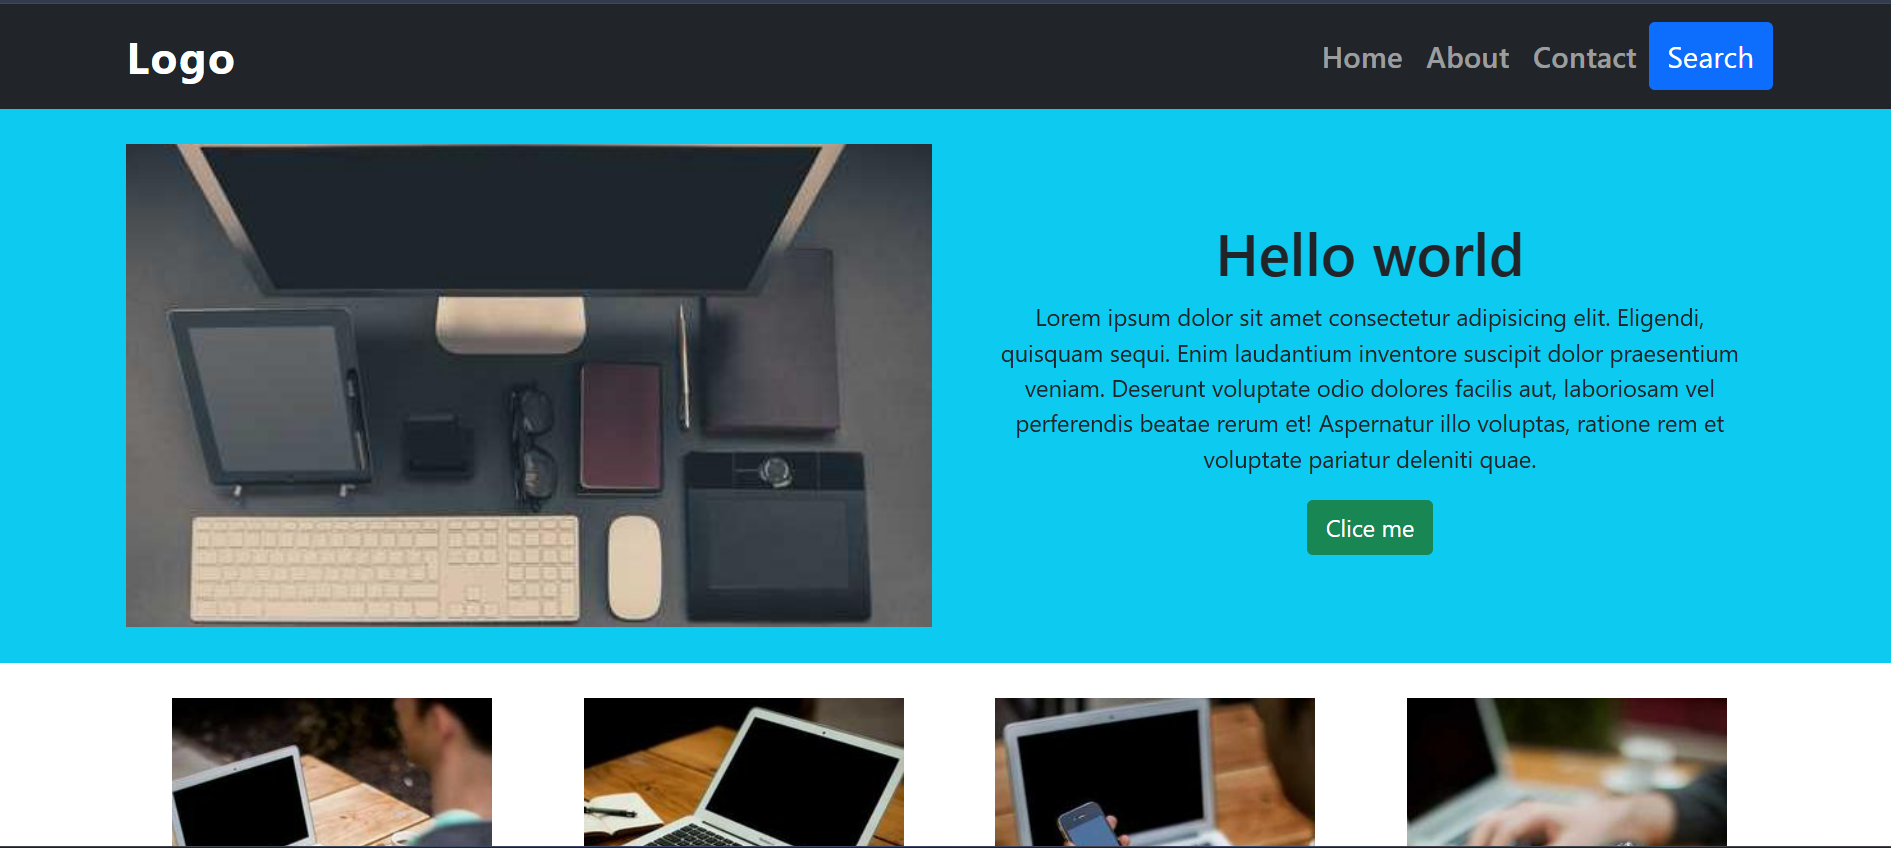 Logo
Home About Contact Search
Hello world
Lorem ipsum dolor sit amet consectetur adipisicing elit. Eligendi,
quisquam sequi. Enim laudantium inventore suscipit dolor praesentium
veniam. Deserunt voluptate odio dolores facilis aut, laboriosam vel
perferendis beatae rerum et! Aspernatur illo voluptas, ratione rem et
voluptate pariatur deleniti quae.
Clice me